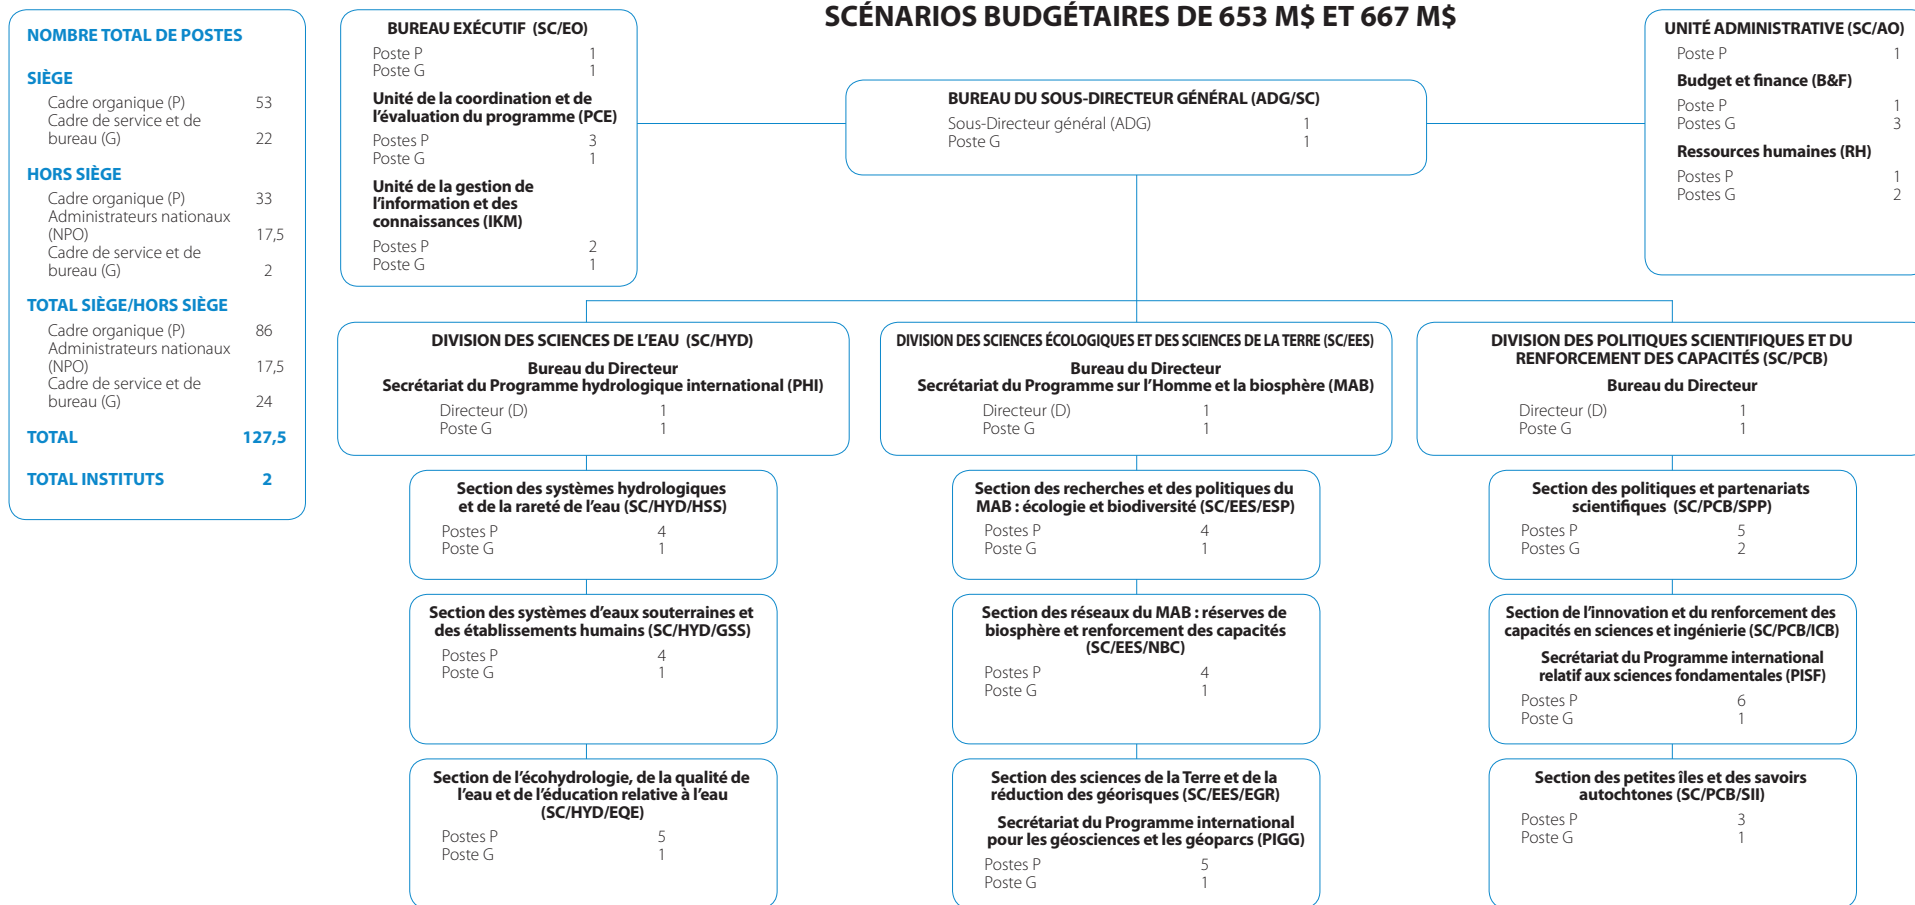 SCÉNARIOS BUDGÉTAIRES DE 653 M$ ET 667 M$
NOMBRE TOTAL DE POSTES
SIÈGE
Cadre organique (P) 53
Cadre de service et de
bureau (G) 22
HORS SIÈGE
Cadre organique (P) 33
Administrateurs nationaux
(NPO) 17,5
Cadre de service et de
bureau (G) 2
TOTAL SIÈGE/HORS SIÈGE
Cadre organique (P) 86
Administrateurs nationaux
(NPO) 17,5
Cadre de service et de
bureau (G) 24
TOTAL 127,5
TOTAL INSTITUTS 2
BUREAU EXÉCUTIF (SC/EO)
Poste P 1
Poste G 1
Unité de la coordination et de
l'évaluation du programme (PCE)
Postes P 3
Poste G 1
Unité de la gestion de
l'information et des
connaissances (IKM)
Postes P 2
Poste G 1
BUREAU DU SOUS-DIRECTEUR GÉNÉRAL (ADG/SC)
Sous-Directeur général (ADG) 1
Poste G 1
UNITÉ ADMINISTRATIVE (SC/AO)
Poste P 1
Budget et finance (B&F)
Poste P 1
Postes G 3
Ressources humaines (RH)
Postes P 1
Postes G 2
DIVISION DES SCIENCES DE L'EAU (SC/HYD)
Bureau du Directeur
Secrétariat du Programme hydrologique international (PHI)
Directeur (D) 1
Poste G 1
Section des systèmes hydrologiques
et de la rareté de l'eau (SC/HYD/HSS)
Postes P 4
Poste G 1
Section des systèmes d'eaux souterraines et
des établissements humains (SC/HYD/GSS)
Postes P 4
Poste G 1
Section de l'écohydrologie, de la qualité de
l'eau et de l'éducation relative à l'eau
(SC/HYD/EQE)
Postes P 5
Poste G 1
DIVISION DES SCIENCES ÉCOLOGIQUES ET DES SCIENCES DE LA TERRE (SC/EES)
Bureau du Directeur
Secrétariat du Programme sur l'Homme et la biosphère (MAB)
Directeur (D) 1
Poste G 1
Section des recherches et des politiques du
MAB : écologie et biodiversité (SC/EES/ESP)
Postes P 4
Poste G 1
Section des réseaux du MAB : réserves de
biosphère et renforcement des capacités
(SC/EES/NBC)
Postes P 4
Poste G 1
Section des sciences de la Terre et de la
réduction des géorisques (SC/EES/EGR)
Secrétariat du Programme international
pour les géosciences et les géoparcs (PIGG)
Postes P 5
Poste G 1
DIVISION DES POLITIQUES SCIENTIFIQUES ET DU
RENFORCEMENT DES CAPACITÉS (SC/PCB)
Bureau du Directeur
Directeur (D) 1
Poste G 1
Section des politiques et partenariats
scientifiques (SC/PCB/SPP)
Postes P 5
Postes G 2
Section de l'innovation et du renforcement des
capacités en sciences et ingénierie (SC/PCB/ICB)
Secrétariat du Programme international
relatif aux sciences fondamentales (PISF)
Postes P 6
Poste G 1
Section des petites îles et des savoirs
autochtones (SC/PCB/SII)
Postes P 3
Poste G 1